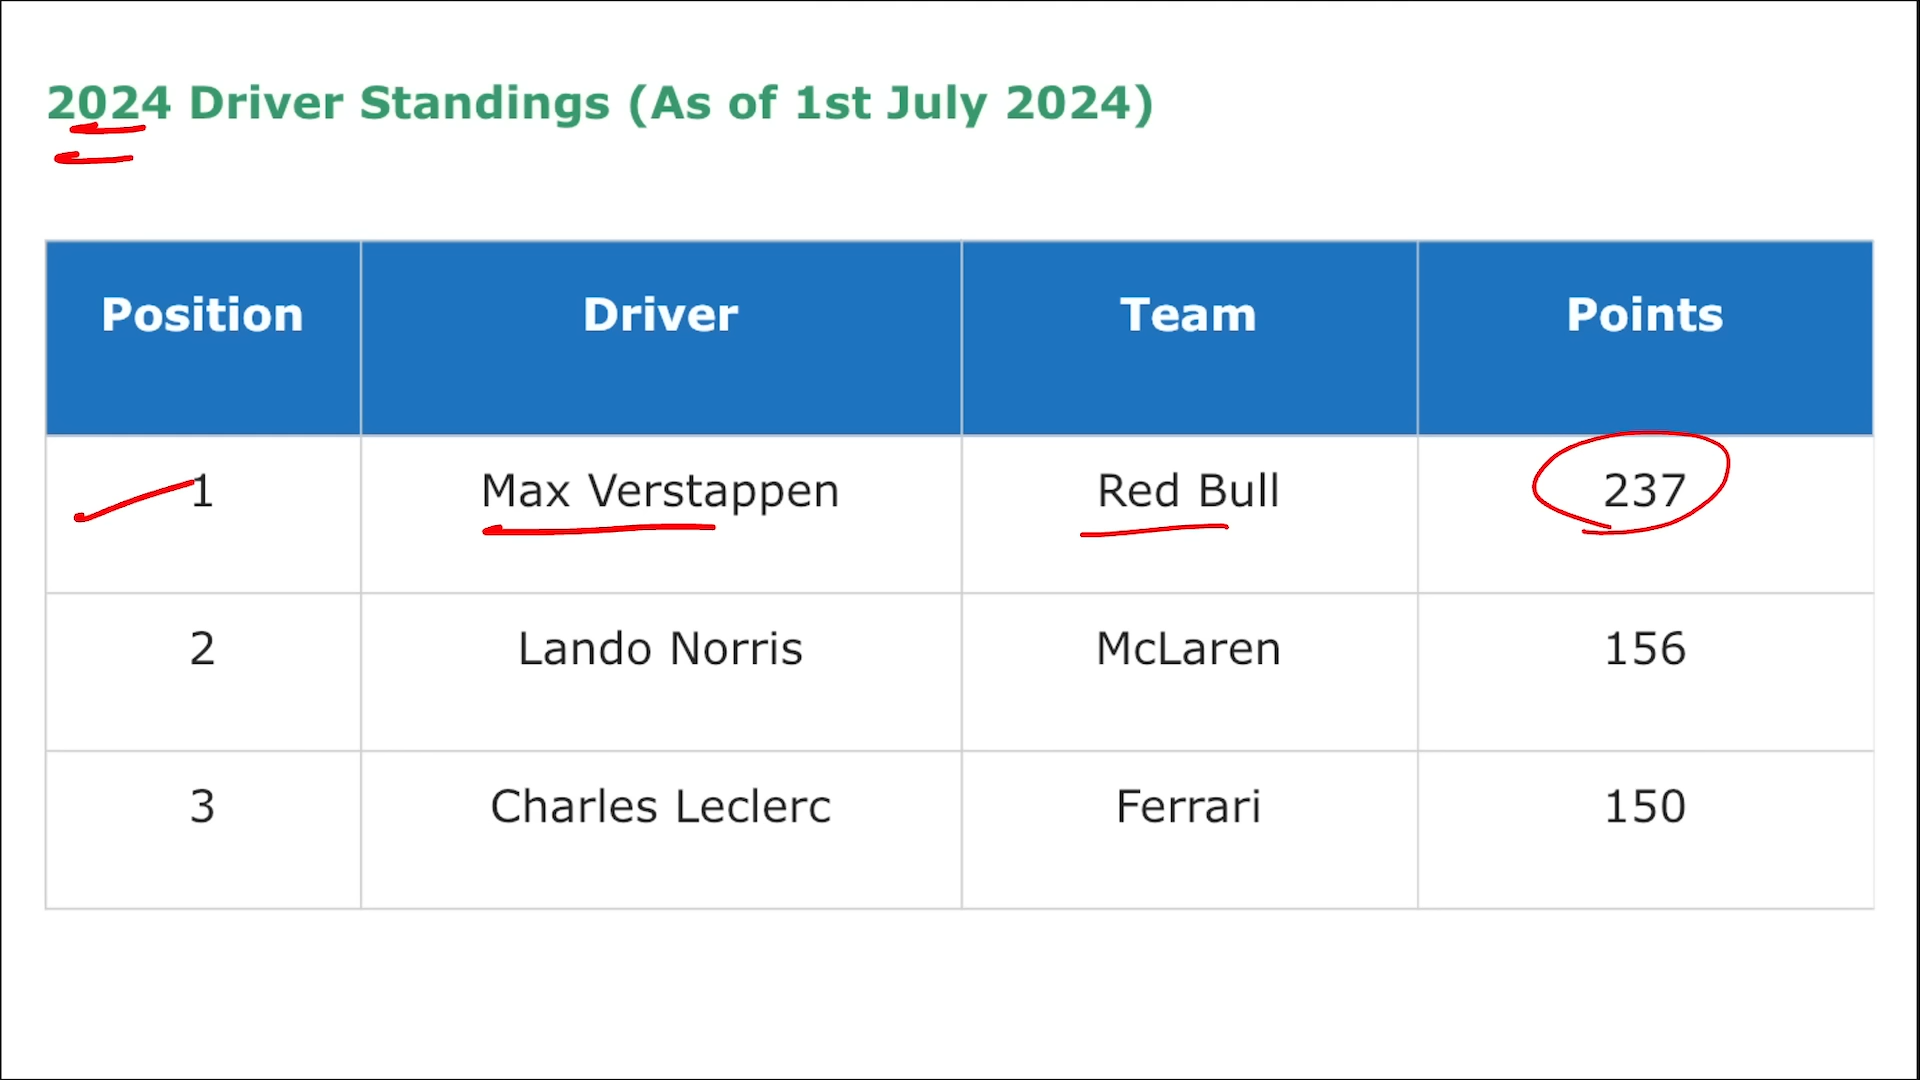 2024 Driver Standings (As of 1st July 2024)
Position Driver Team Points
1 Max Verstappen Red Bull 237
2 Lando Norris McLaren 156
3 Charles Leclerc Ferrari 150